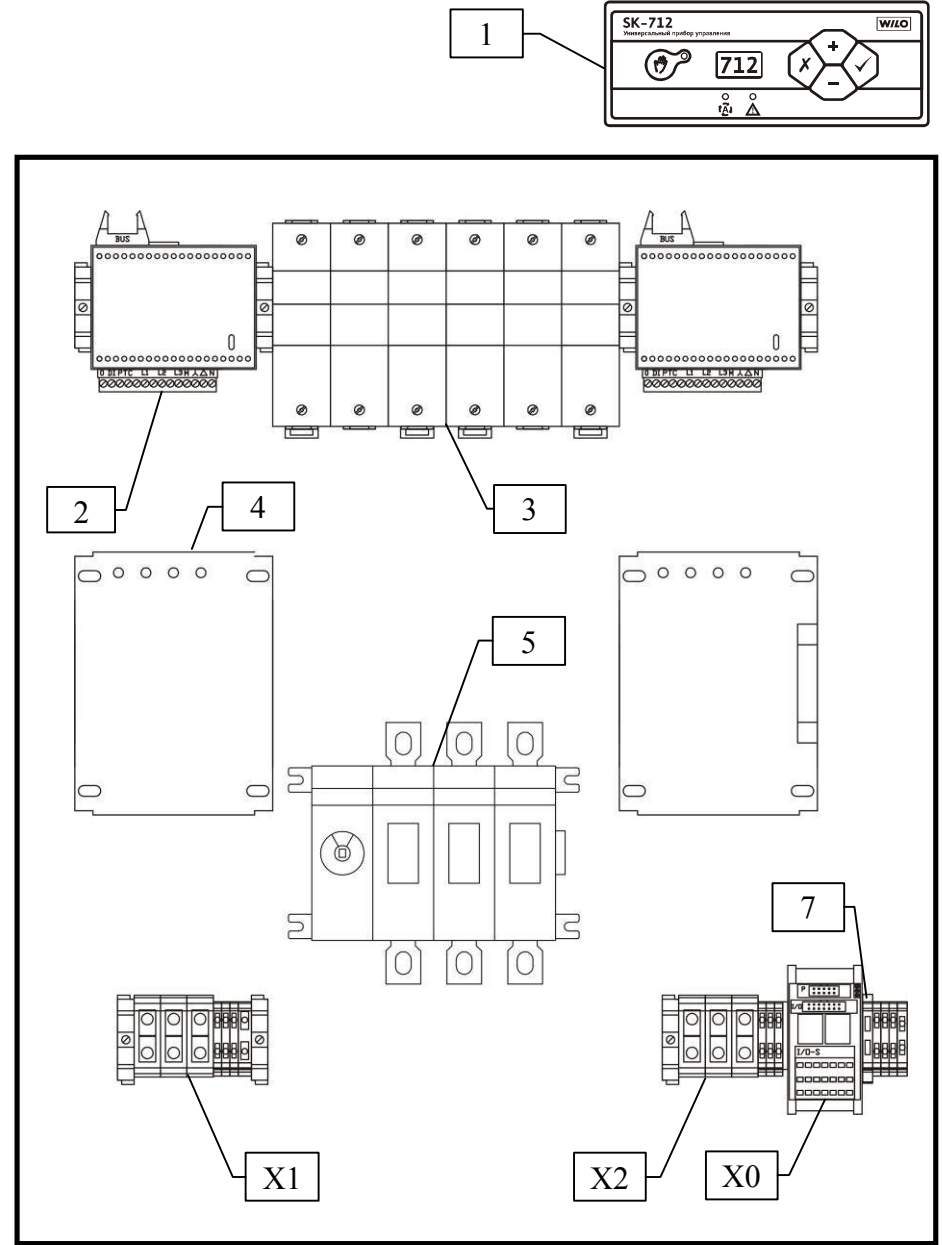 1
SK-712
Универсальный прибор управления
WILO
712
A
BUS
BUS
0 DI PTC L1 L2 L3 M Y Δ N
0 DI PTC L1 L2 L3 M Y Δ N
2
4
3
5
7
P
I/O
I/O-S
X1
X2
X0